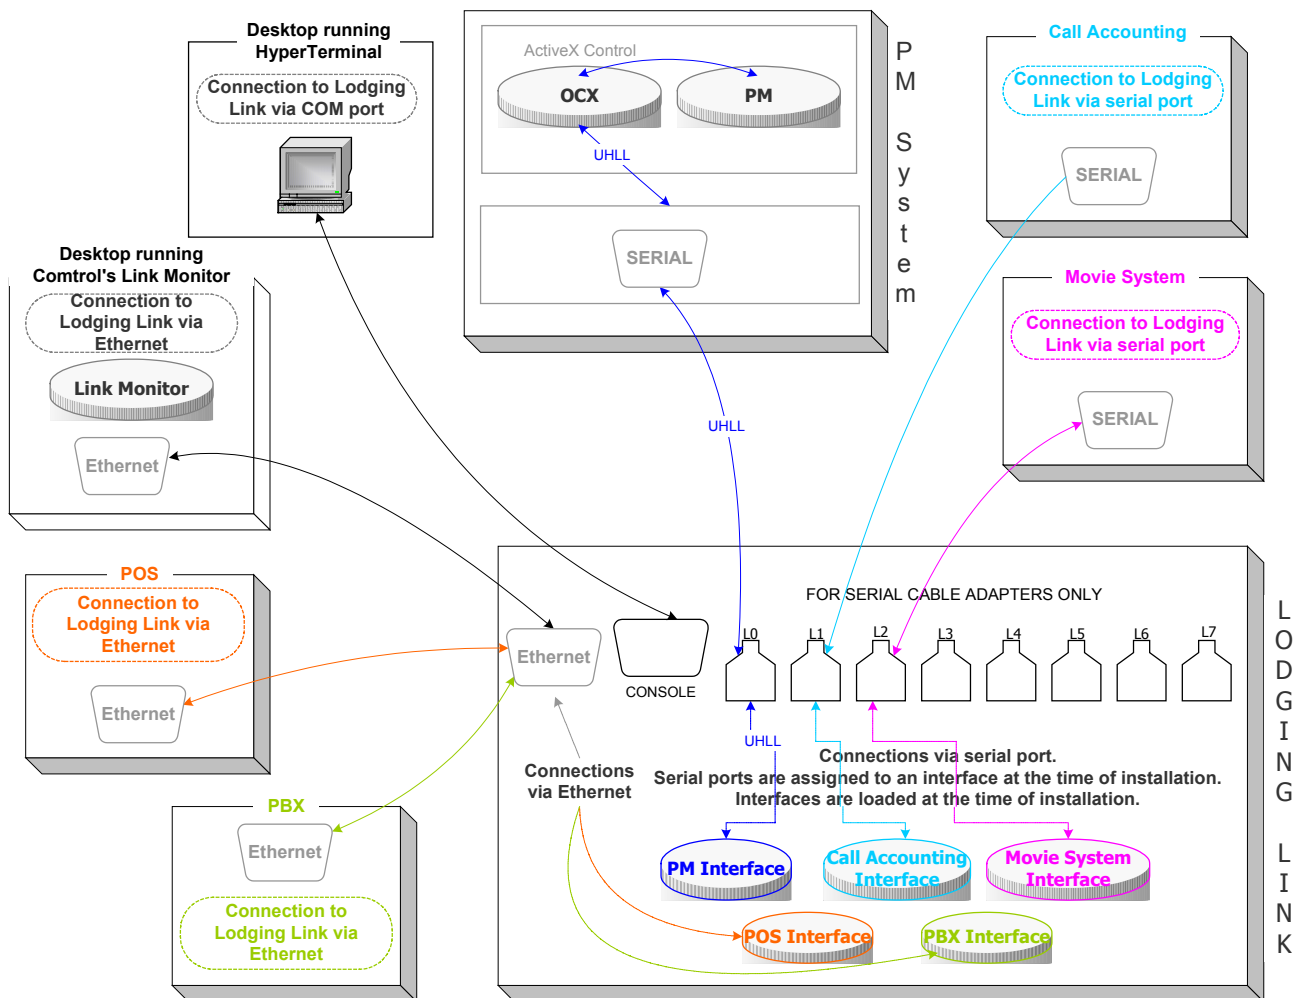 Desktop running
HyperTerminal
Connection to Lodging
Link via COM port
ActiveX Control
OCX
PM
UHLL
SERIAL
PM System
Call Accounting
Connection to Lodging
Link via serial port
SERIAL
Desktop running
Comtrol's Link Monitor
Connection to
Lodging Link via
Ethernet
Link Monitor
Ethernet
Movie System
Connection to Lodging
Link via serial port
SERIAL
UHLL
POS
Connection to
Lodging Link via
Ethernet
Ethernet
PBX
Ethernet
Connection to
Lodging Link via
Ethernet
FOR SERIAL CABLE ADAPTERS ONLY
Ethernet
CONSOLE
L0
L1
L2
L3
L4
L5
L6
L7
UHLL
Connections
via Ethernet
Connections via serial port.
Serial ports are assigned to an interface at the time of installation.
Interfaces are loaded at the time of installation.
PM Interface
Call Accounting
Interface
Movie System
Interface
POS Interface
PBX Interface
LODGING LINK